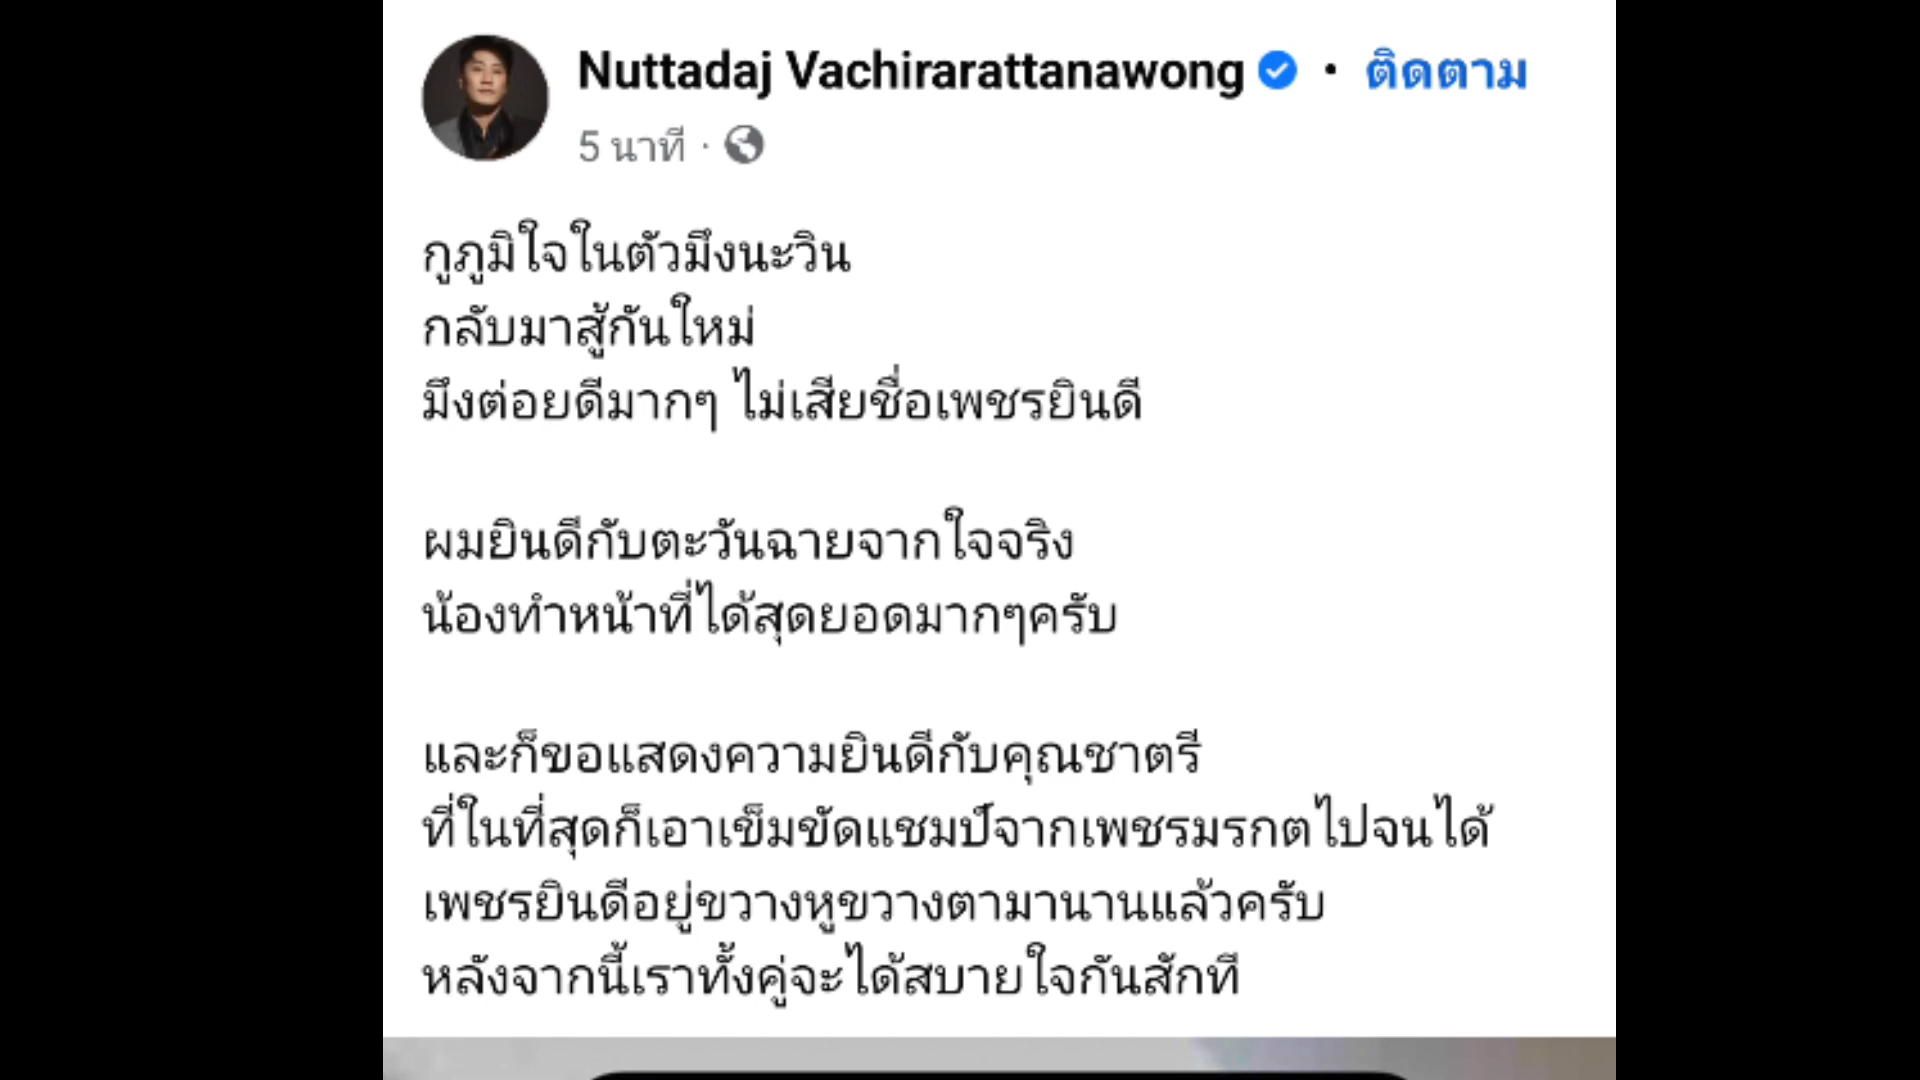 Nuttadaj Vachirarattanawong · ติดตาม
5 นาที ·
กูภูมิใจในตัวมึงนะวิน
กลับมาสู้กันใหม่
มึงต่อยดีมากๆ ไม่เสียชื่อเพชรยินดี
ผมยินดีกับตะวันฉายจากใจจริง
น้องทำหน้าที่ได้สุดยอดมากๆครับ
และก็ขอแสดงความยินดีกับคุณชาตรี
ที่ในที่สุดก็เอาเข็มขัดแชมป์จากเพชรมรกตไปจนได้
เพชรยินดีอยู่ขวางหูขวางตามานานแล้วครับ
หลังจากนี้เราทั้งคู่จะได้สบายใจกันสักที